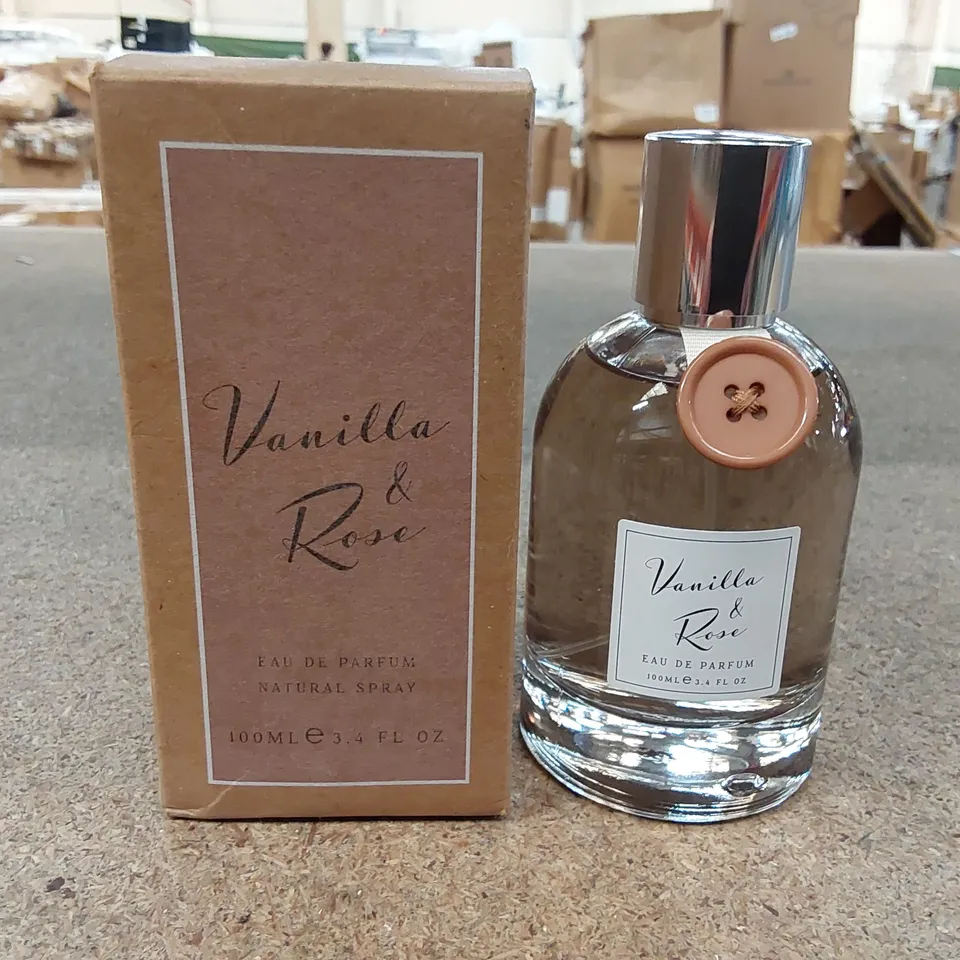 Vanilla
&
Rose
EAU DE PARFUM
NATURAL SPRAY
100ML℮3.4 FL OZ
Vanilla
&
Rose
EAU DE PARFUM
100ML℮3.4 FL OZ